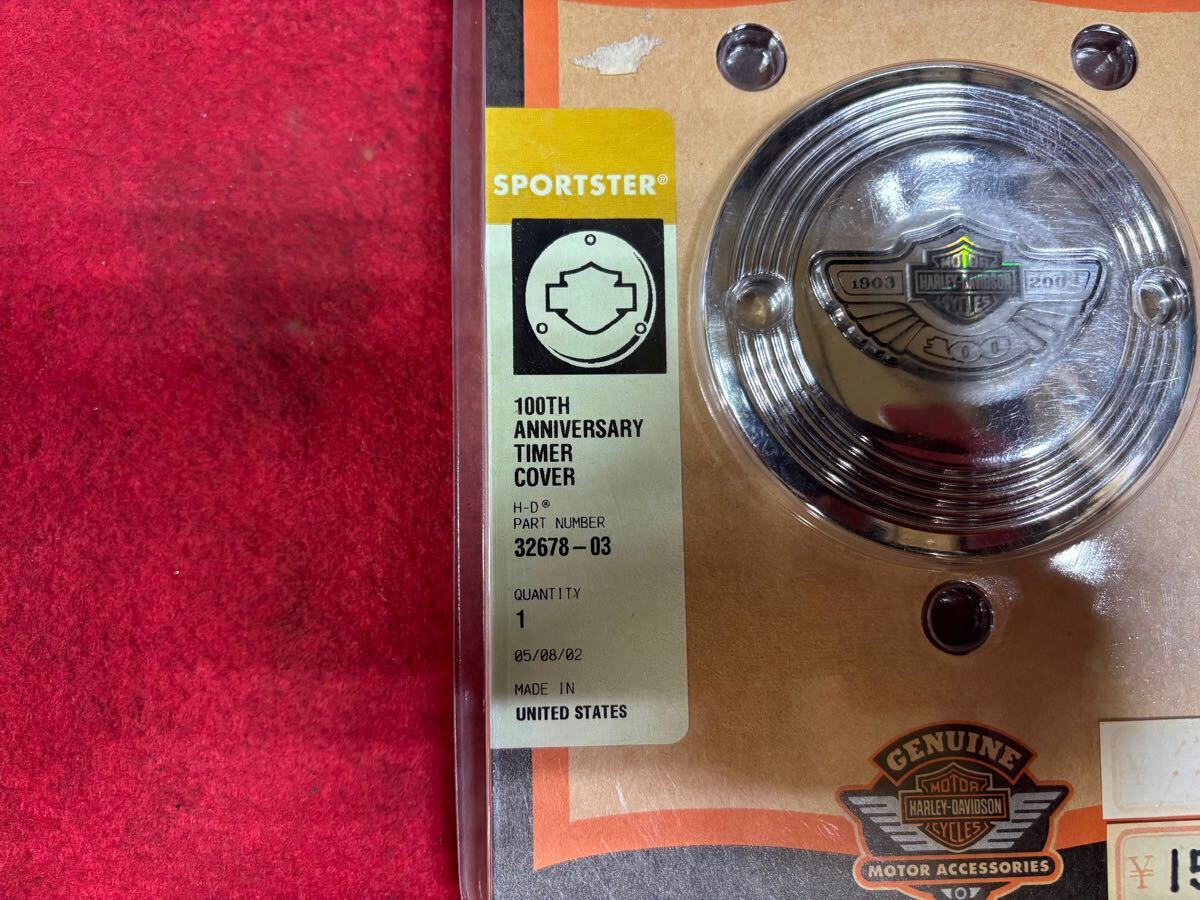 SPORTSTER®
100TH
ANNIVERSARY
TIMER
COVER
H-D®
PART NUMBER
32678-03
QUANTITY
1
05/08/02
MADE IN
UNITED STATES
MOTOR
1903 HARLEY-DAVIDSON
CYCLES
100
GENUINE
MOTOR
HARLEY-DAVIDSON
CYCLES
MOTOR ACCESSORIES
¥
¥ 15